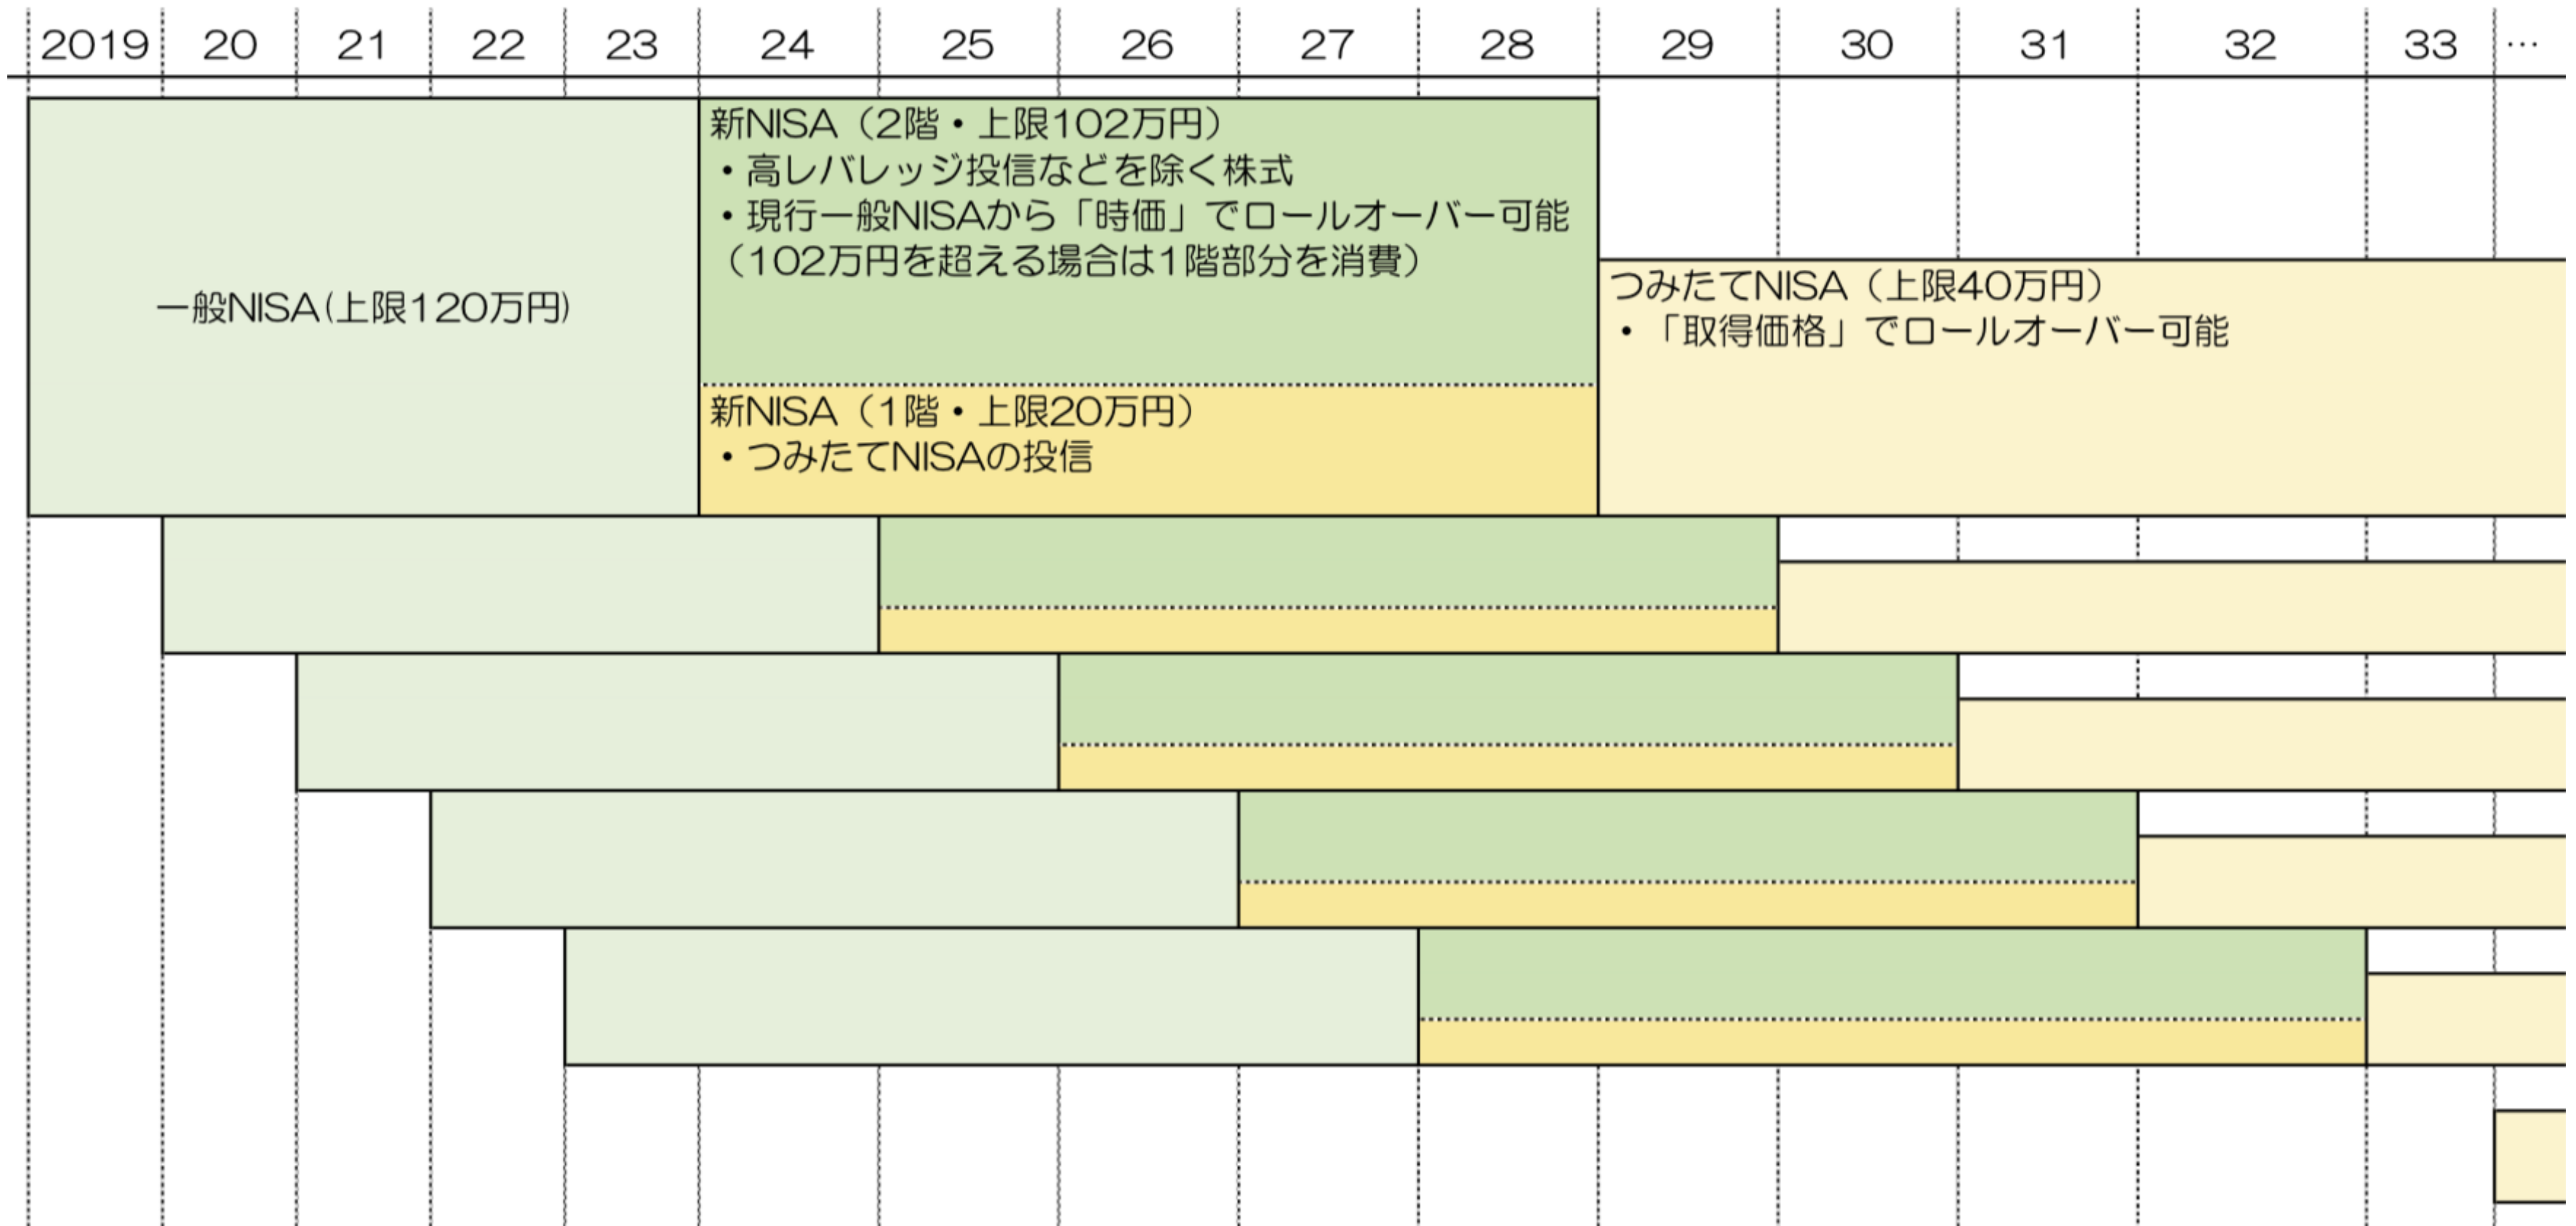 2019 20 21 22 23 24 25 26 27 28 29 30 31 32 33 …
新NISA（2階・上限102万円）
・高レバレッジ投信などを除く株式
・現行一般NISAから「時価」でロールオーバー可能
（102万円を超える場合は1階部分を消費）
一般NISA(上限120万円)
つみたてNISA（上限40万円）
・「取得価格」でロールオーバー可能
新NISA（1階・上限20万円）
・つみたてNISAの投信